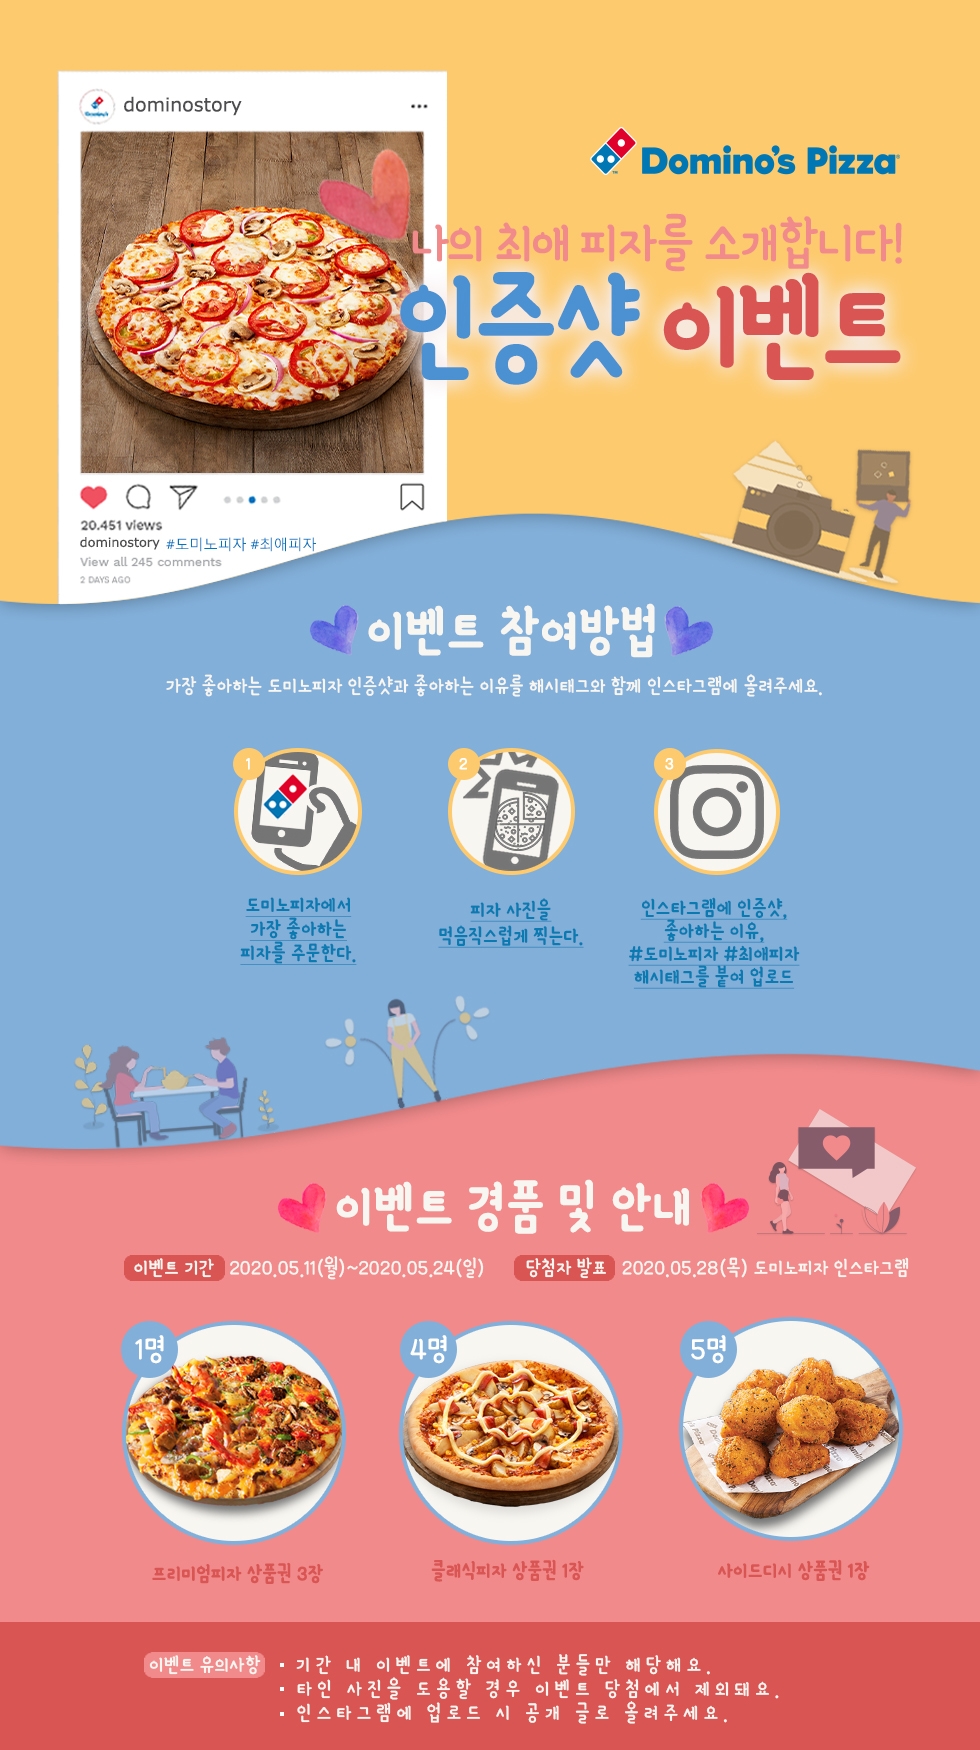 dominostory
Domino's Pizza
나의 최애 피자를 소개합니다!
인증샷 이벤트
20.451 views
dominostory #도미노피자 #최애피자
View all 245 comments
2 DAYS AGO
이벤트 참여방법
가장 좋아하는 도미노피자 인증샷과 좋아하는 이유를 해시태그와 함께 인스타그램에 올려주세요.
1
도미노피자에서
가장 좋아하는
피자를 주문한다.
2
피자 사진을
먹음직스럽게 찍는다.
3
인스타그램에 인증샷,
좋아하는 이유,
#도미노피자 #최애피자
해시태그를 붙여 업로드
이벤트 경품 및 안내
이벤트 기간 2020.05.11(월)~2020.05.24(일) 당첨자 발표 2020.05.28(목) 도미노피자 인스타그램
1명
프리미엄피자 상품권 3장
4명
클래식피자 상품권 1장
5명
사이드디시 상품권 1장
이벤트 유의사항
▪ 기간 내 이벤트에 참여하신 분들만 해당해요.
▪ 타인 사진을 도용할 경우 이벤트 당첨에서 제외돼요.
▪ 인스타그램에 업로드 시 공개 글로 올려주세요.